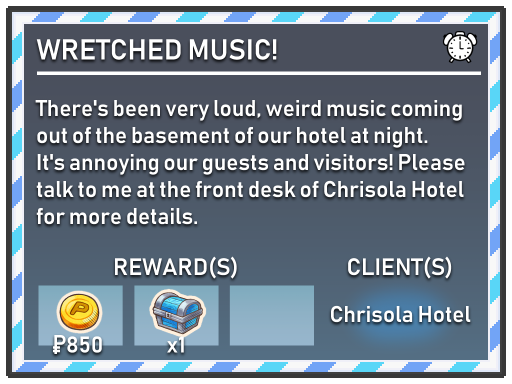 WRETCHED MUSIC!
There's been very loud, weird music coming
out of the basement of our hotel at night.
It's annoying our guests and visitors! Please
talk to me at the front desk of Chrisola Hotel
for more details.
REWARD(S)
CLIENT(S)
P
₽850
x1
Chrisola Hotel